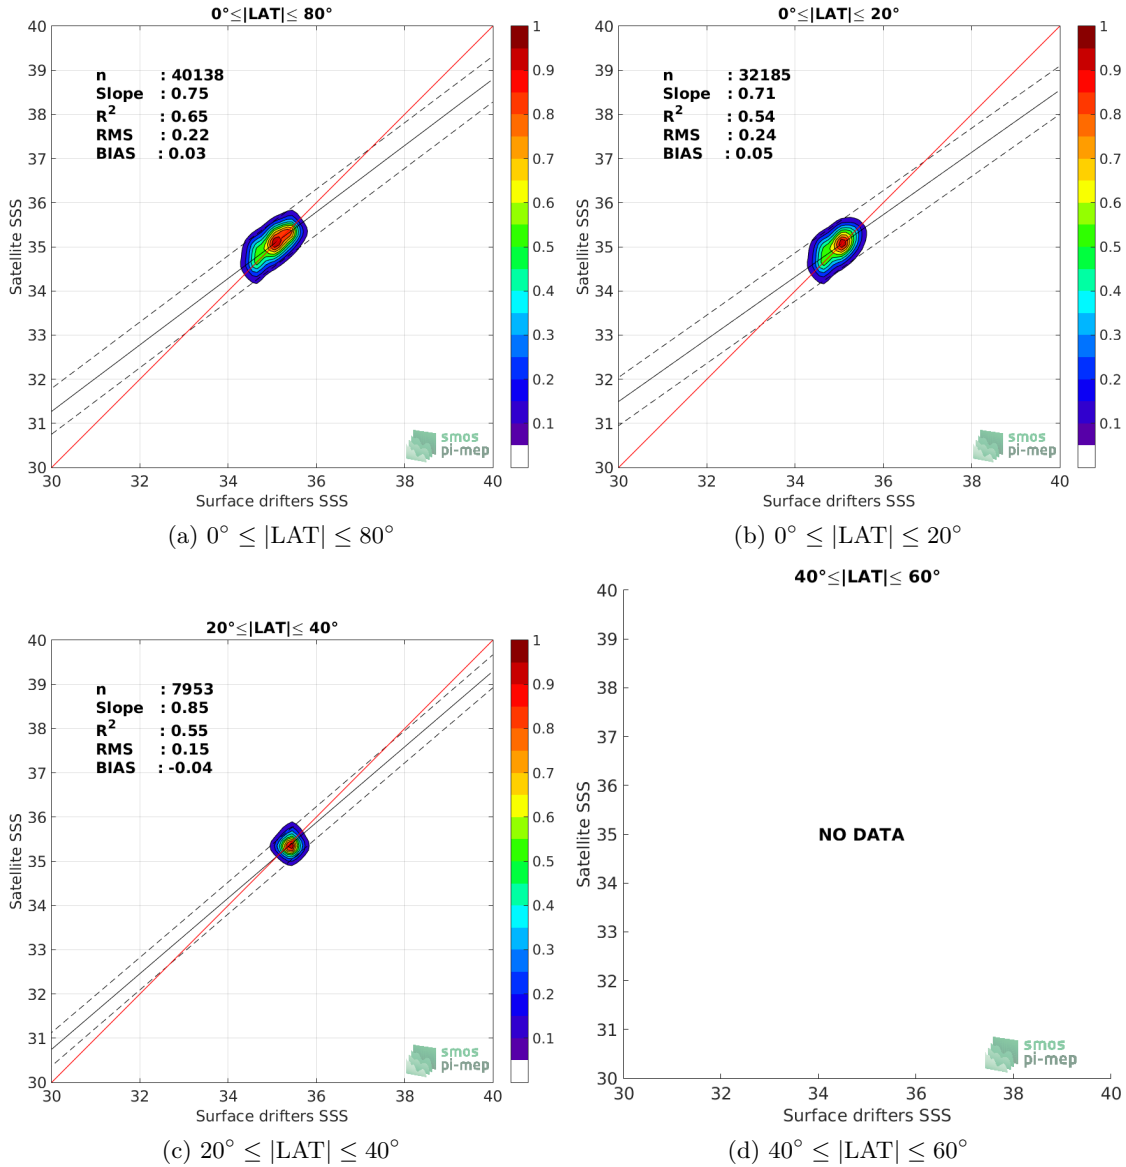 0°≤|LAT|≤ 80°
n : 40138
Slope : 0.75
R2 : 0.65
RMS : 0.22
BIAS : 0.03
40
39
38
37
36
35
34
33
32
31
30
Satellite SSS
30 32 34 36 38 40
Surface drifters SSS
1
0.9
0.8
0.7
0.6
0.5
0.4
0.3
0.2
0.1
smos
pi-mep
(a) 0° ≤ |LAT| ≤ 80°
0°≤|LAT|≤ 20°
n : 32185
Slope : 0.71
R2 : 0.54
RMS : 0.24
BIAS : 0.05
40
39
38
37
36
35
34
33
32
31
30
Satellite SSS
30 32 34 36 38 40
Surface drifters SSS
1
0.9
0.8
0.7
0.6
0.5
0.4
0.3
0.2
0.1
smos
pi-mep
(b) 0° ≤ |LAT| ≤ 20°
20°≤|LAT|≤ 40°
n : 7953
Slope : 0.85
R2 : 0.55
RMS : 0.15
BIAS : -0.04
40
39
38
37
36
35
34
33
32
31
30
Satellite SSS
30 32 34 36 38 40
Surface drifters SSS
1
0.9
0.8
0.7
0.6
0.5
0.4
0.3
0.2
0.1
smos
pi-mep
(c) 20° ≤ |LAT| ≤ 40°
40°≤|LAT|≤ 60°
40
39
38
37
36
35
34
33
32
31
30
Satellite SSS
NO DATA
30 32 34 36 38 40
Surface drifters SSS
smos
pi-mep
(d) 40° ≤ |LAT| ≤ 60°